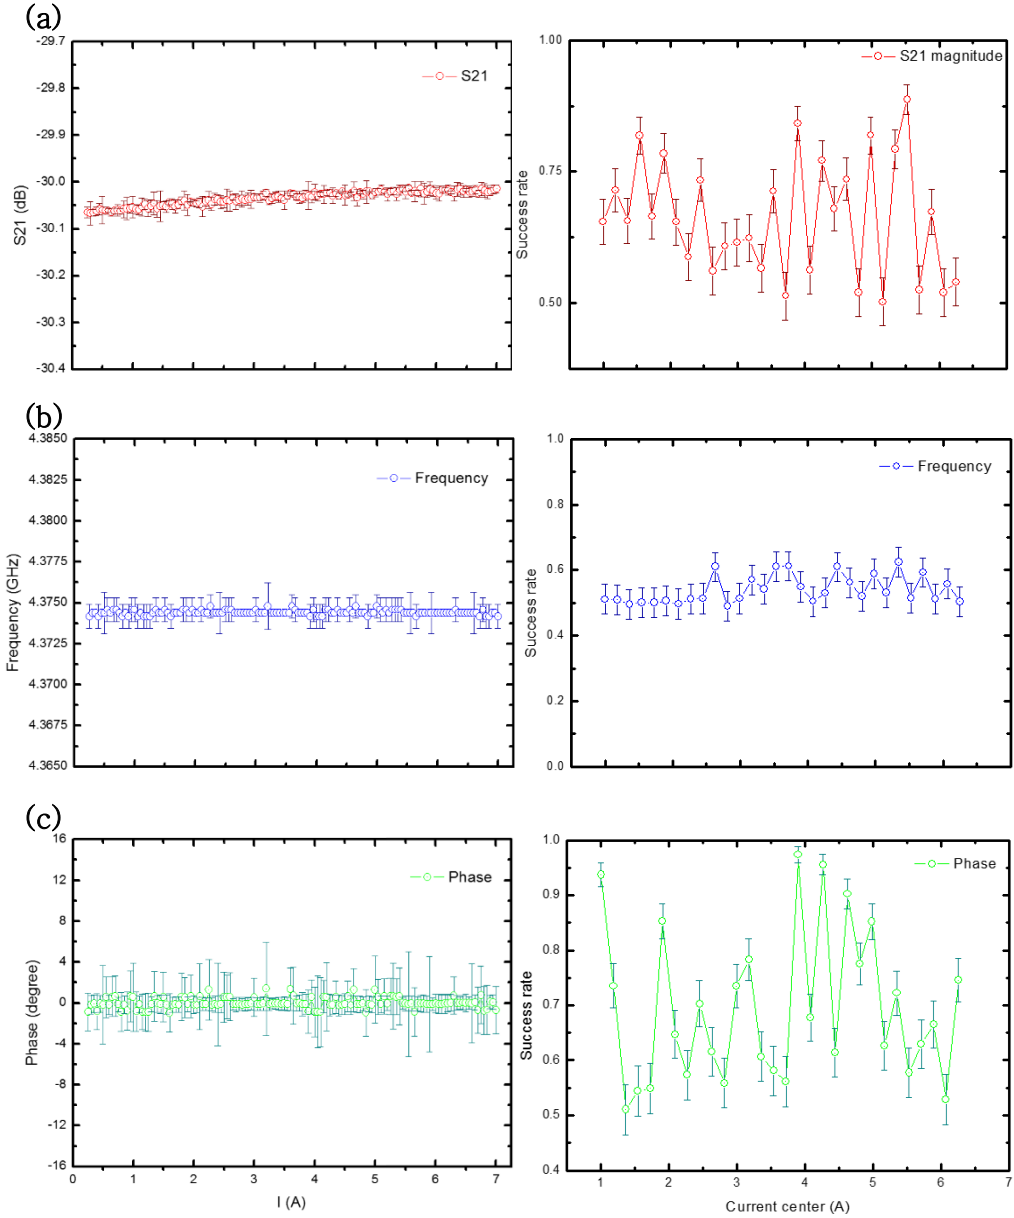 (a)
-29.7
-29.8
-29.9
-30.0
-30.1
-30.2
-30.3
-30.4
S21 (dB)
S21
1.00
0.75
0.50
Success rate
S21 magnitude
(b)
4.3850
4.3825
4.3800
4.3775
4.3750
4.3725
4.3700
4.3675
4.3650
Frequency (GHz)
Frequency
1.0
0.8
0.6
0.4
0.2
0.0
Success rate
Frequency
(c)
16
12
8
4
0
-4
-8
-12
-16
Phase (degree)
Phase
0 1 2 3 4 5 6 7
I (A)
1.0
0.9
0.8
0.7
0.6
0.5
0.4
Success rate
Phase
1 2 3 4 5 6 7
Current center (A)